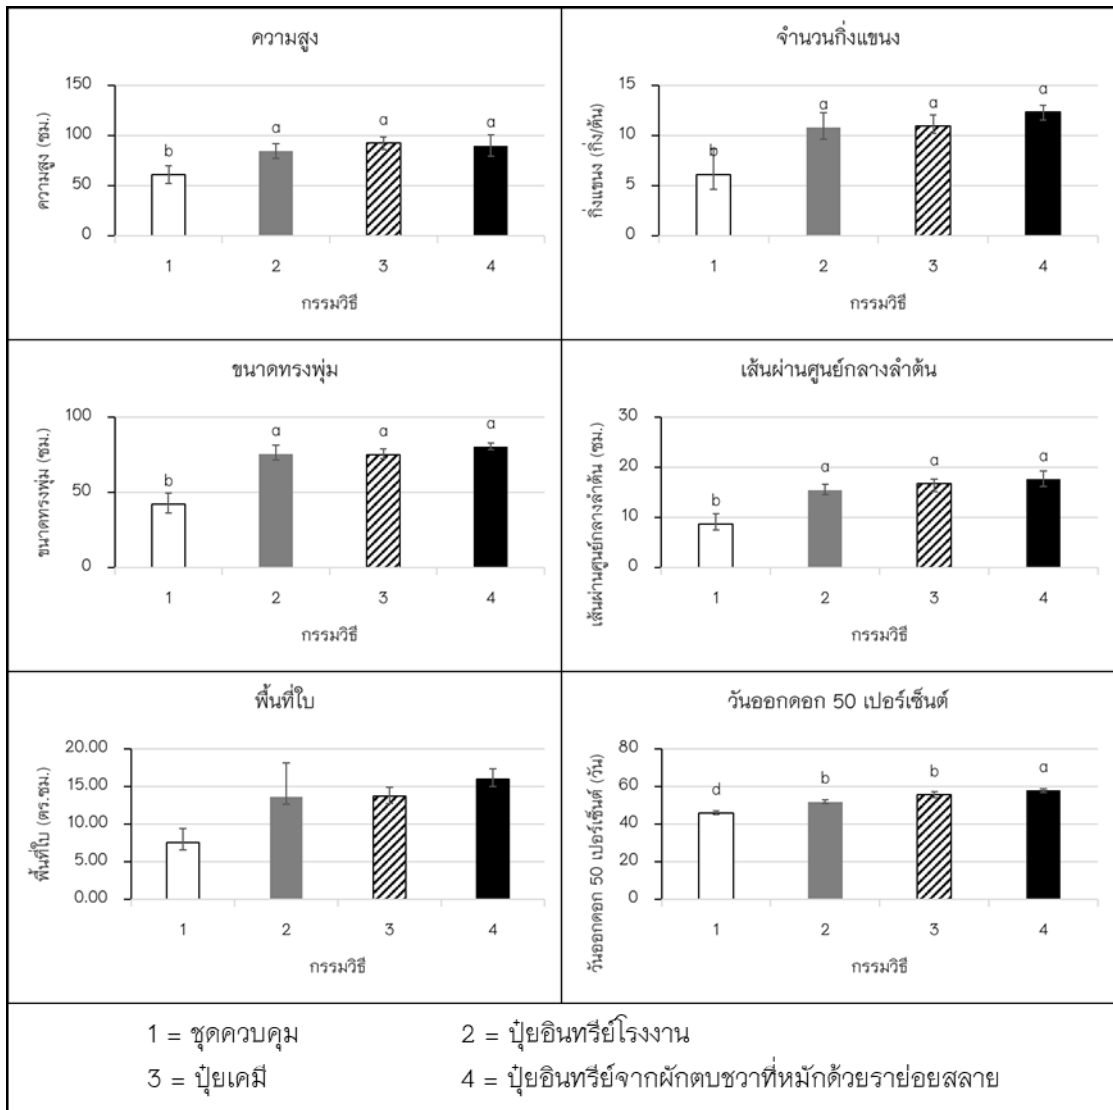 ความสูง
150
100
50
0
ความสูง (ซม.)
b
a
a
a
1 2 3 4
กรรมวิธี
จำนวนกิ่งแขนง
15
10
5
0
กิ่งแขนง (กิ่ง/ต้น)
b
a
a
a
1 2 3 4
กรรมวิธี
ขนาดทรงพุ่ม
100
50
0
ขนาดทรงพุ่ม (ซม.)
b
a
a
a
1 2 3 4
กรรมวิธี
เส้นผ่านศูนย์กลางลำต้น
30
20
10
0
เส้นผ่านศูนย์กลางลำต้น (ซม.)
b
a
a
a
1 2 3 4
กรรมวิธี
พื้นที่ใบ
20.00
15.00
10.00
5.00
0.00
พื้นที่ใบ (ตร.ซม.)
1 2 3 4
กรรมวิธี
วันออกดอก 50 เปอร์เซ็นต์
80
60
40
20
0
วันออกดอก 50 เปอร์เซ็นต์ (วัน)
d
b
b
a
1 2 3 4
กรรมวิธี
1 = ชุดควบคุม 2 = ปุ๋ยอินทรีย์โรงงาน
3 = ปุ๋ยเคมี 4 = ปุ๋ยอินทรีย์จากผักตบชวาที่หมักด้วยราย่อยสลาย